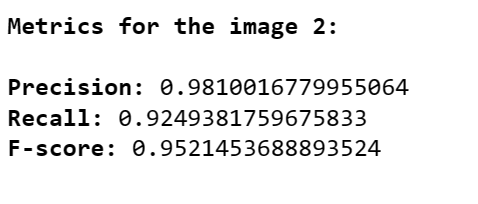 Metrics for the image 2:
Precision: 0.9810016779955064
Recall: 0.9249381759675833
F-score: 0.9521453688893524